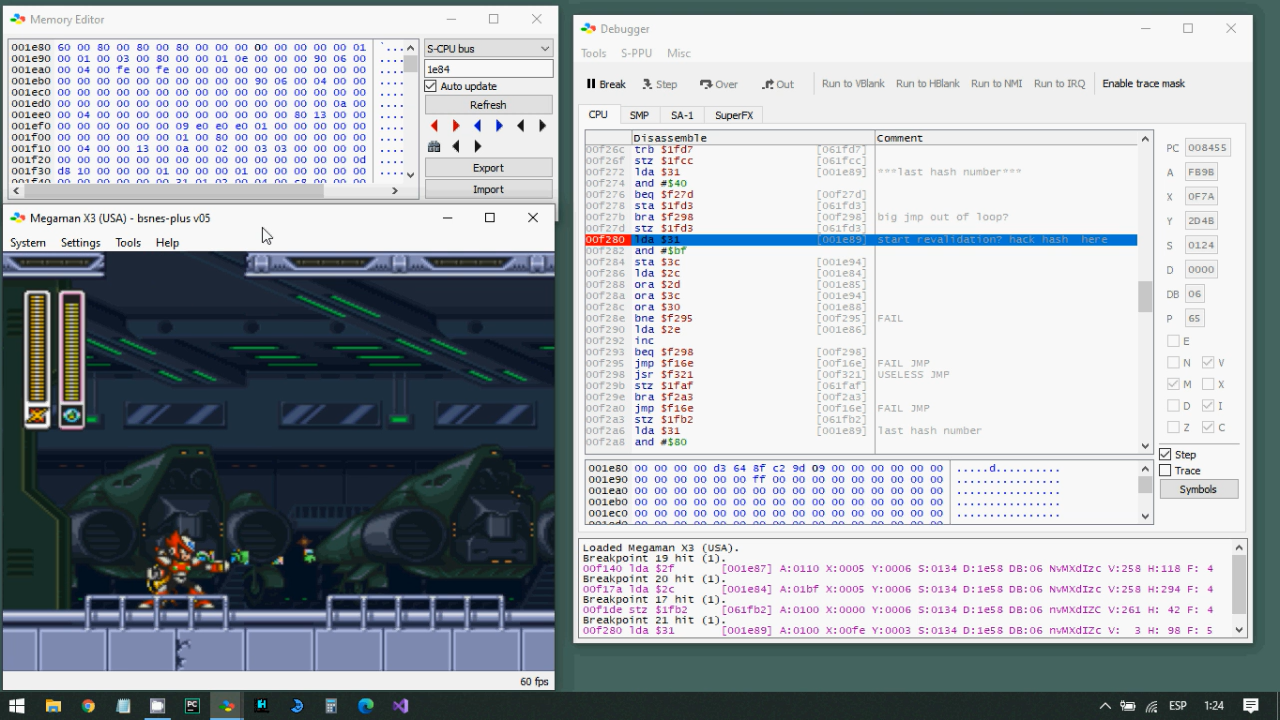 Memory Editor
001e80 60 00 80 00 80 00 80 00 00 00 00 00 00 00 00 01
001e90 00 01 00 03 00 80 00 00 01 0e 00 00 00 90 06 00
001ea0 00 04 00 fe 00 fe 00 00 00 00 00 00 00 00 00 00
001eb0 00 00 00 00 00 00 00 00 00 90 06 00 04 00 00 00
001ec0 00 00 00 00 00 00 00 00 00 00 00 00 00 00 00 00
001ed0 00 00 00 00 00 00 00 00 00 00 00 00 00 00 0a 00
001ee0 00 04 00 00 00 00 00 00 00 00 00 00 80 13 00 00
001ef0 00 00 00 00 00 09 e0 e0 e0 01 00 00 00 00 00 00
001f00 00 00 00 00 00 01 00 80 00 00 00 00 00 00 00 00
001f10 00 04 00 00 13 00 0a 00 02 00 03 03 00 00 00 00
001f20 00 00 00 00 00 00 00 00 00 00 00 00 00 00 00 0d
001f30 d8 10 00 00 00 01 00 00 00 01 00 01 00 00 00 00
S-CPU bus
1e84
Auto update
Refresh
Export
Import
Megaman X3 (USA) - bsnes-plus v05
System Settings Tools Help
60 fps
Debugger
Tools S-PPU Misc
Break Step Over Out Run to VBlank Run to HBlank Run to NMI Run to IRQ Enable trace mask
CPU SMP SA-1 SuperFX
Disassemble Comment
00f26c trb $1fd7 [061fd7]
00f26f stz $1fcc [061fcc]
00f272 lda $31 [001e89] ***last hash number***
00f274 and #$40
00f276 beq $f27d [00f27d]
00f278 sta $1fd3 [061fd3]
00f27b bra $f298 [00f298] big jmp out of loop?
00f27d stz $1fd3 [061fd3]
00f280 lda $31 [001e89] start revalidation? hack hash here
00f282 and #$bf
00f284 sta $3c [001e94]
00f286 lda $2c [001e84]
00f288 ora $2d [001e85]
00f28a ora $3c [001e94]
00f28c ora $30 [001e88]
00f28e bne $f295 [00f295] FAIL
00f290 lda $2e [001e86]
00f292 inc
00f293 beq $f298 [00f298]
00f295 jmp $f16e [00f16e] FAIL JMP
00f298 jsr $f321 [00f321] USELESS JMP
00f29b stz $1faf [061faf]
00f29e bra $f2a3 [00f2a3]
00f2a0 jmp $f16e [00f16e] FAIL JMP
00f2a3 stz $1fb2 [061fb2]
00f2a6 lda $31 [001e89] last hash number
00f2a8 and #$80
PC 008455
A FB9B
X 0F7A
Y 2D4B
S 0124
D 0000
DB 06
P 65
E
N V
M X
D I
Z C
Step
Trace
Symbols
001e80 00 00 00 00 d3 64 8f c2 9d 09 00 00 00 00 00 00 .....d..........
001e90 00 00 00 00 00 00 ff 00 00 00 00 00 00 00 00 00 ................
001ea0 00 00 00 00 00 00 00 00 00 00 00 00 00 00 00 00 ................
001eb0 00 00 00 00 00 00 00 00 00 00 00 00 00 00 00 00 ................
001ec0 00 00 00 00 00 00 00 00 00 00 00 00 00 00 00 00 ................
Loaded Megaman X3 (USA).
Breakpoint 19 hit (1).
00f140 lda $2f [001e87] A:0110 X:0005 Y:0006 S:0134 D:1e58 DB:06 NvMXdIzc V:258 H:118 F: 4
Breakpoint 20 hit (1).
00f17a lda $2c [001e84] A:01bf X:0005 Y:0006 S:0134 D:1e58 DB:06 nvMXdIzc V:258 H:294 F: 4
Breakpoint 17 hit (1).
00f1de stz $1fb2 [061fb2] A:0100 X:0000 Y:0006 S:0134 D:1e58 DB:06 nvMXdIZC V:261 H: 42 F: 4
Breakpoint 21 hit (1).
00f280 lda $31 [001e89] A:0100 X:00fe Y:0003 S:0134 D:1e58 DB:06 nvMXdIZc V: 3 H: 98 F: 5
PC
ESP 1:24